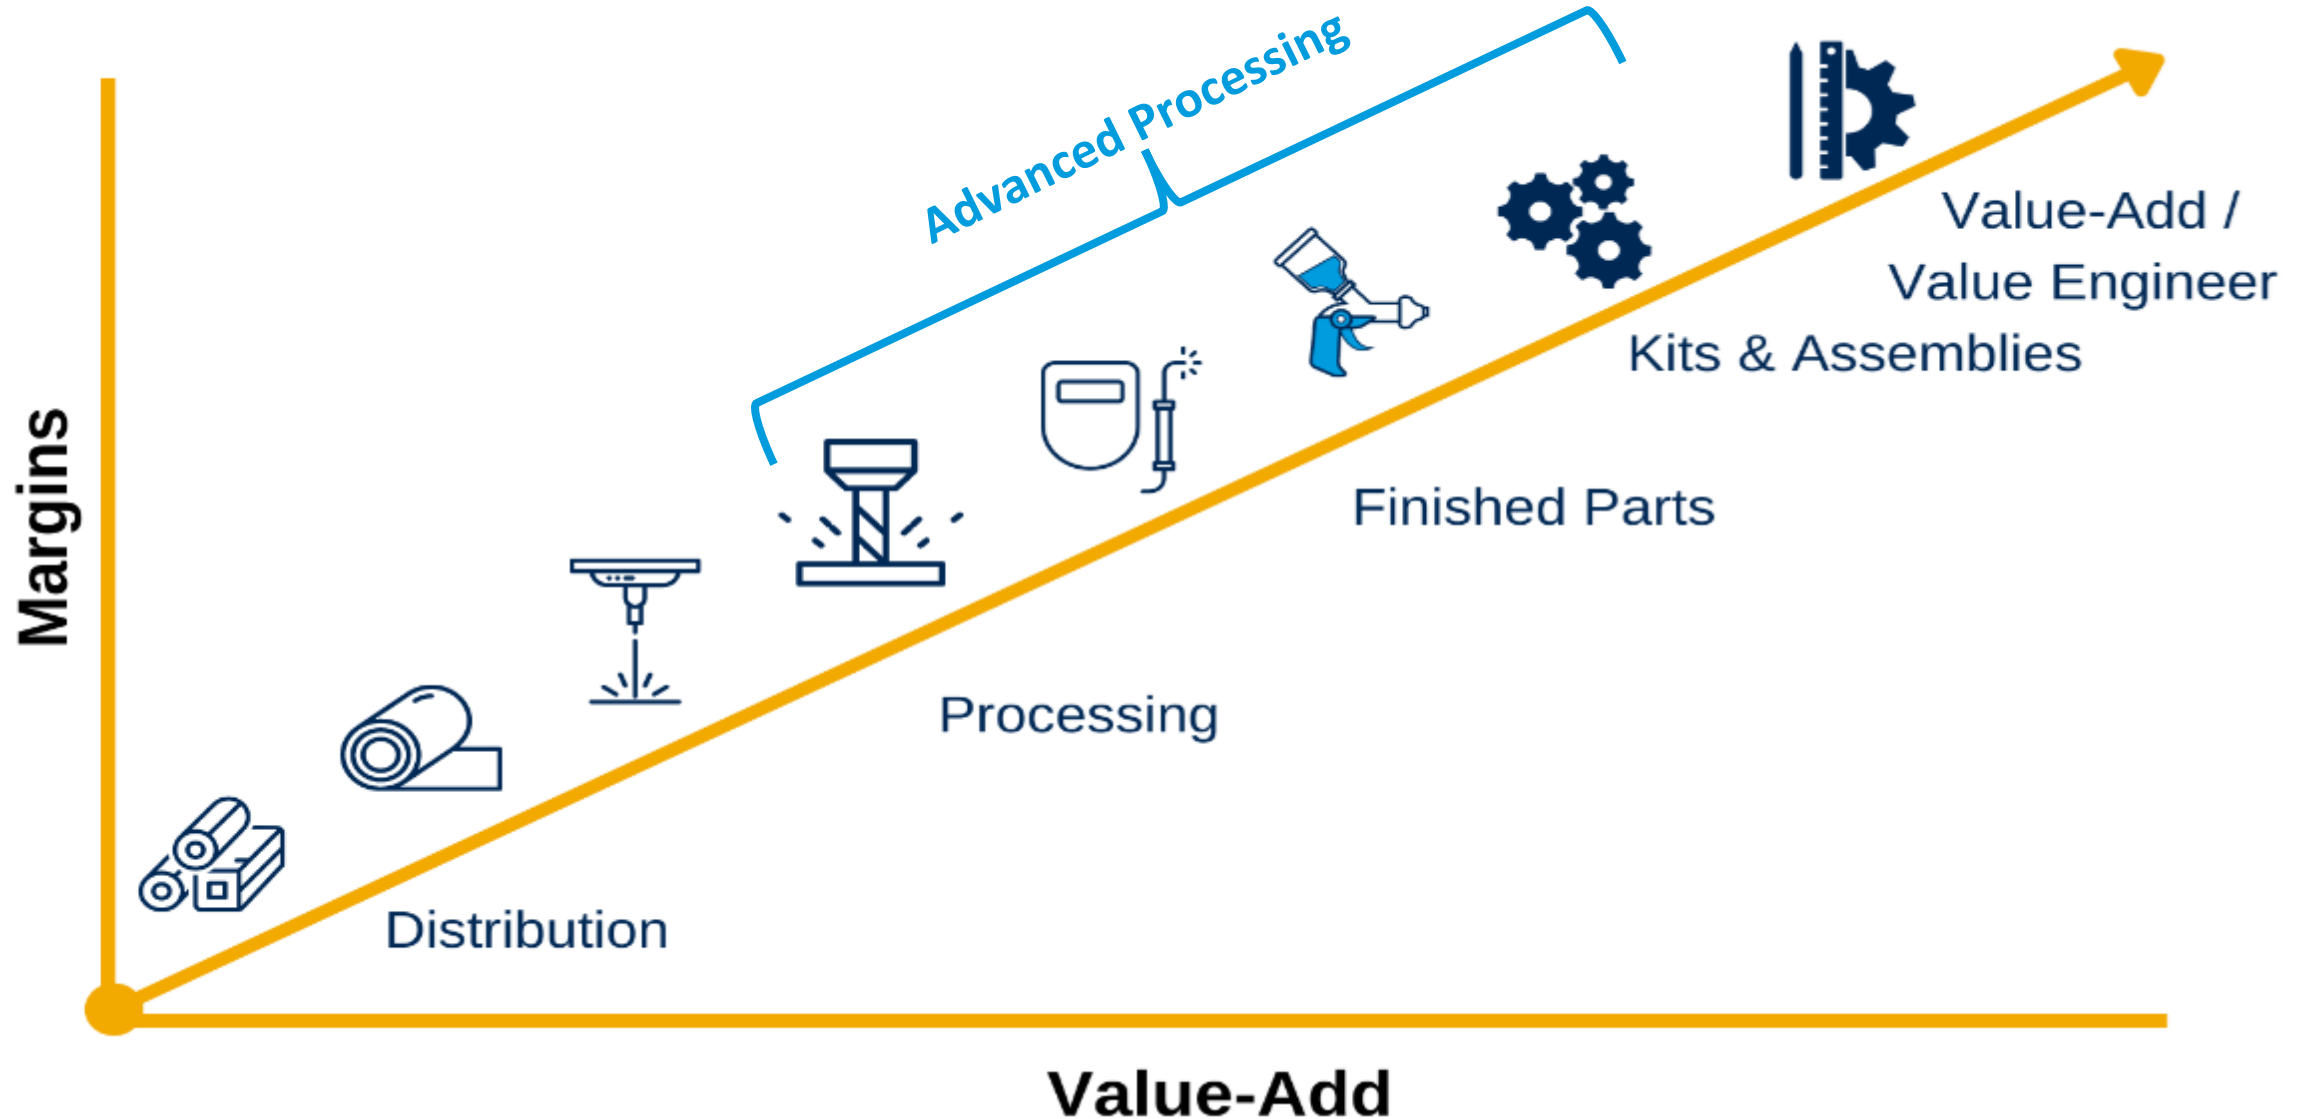 Advanced Processing
Value-Add /
Value Engineer
Kits & Assemblies
Finished Parts
Processing
Distribution
Margins
Value-Add